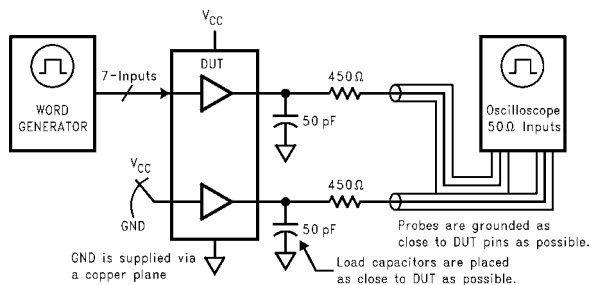 VCC
DUT
7-Inputs
WORD
GENERATOR
450Ω
50 pF
Oscilloscope
50Ω Inputs
VCC
GND
450Ω
50 pF
Probes are grounded as
close to DUT pins as possible.
GND is supplied via
a copper plane
Load capacitors are placed
as close to DUT as possible.